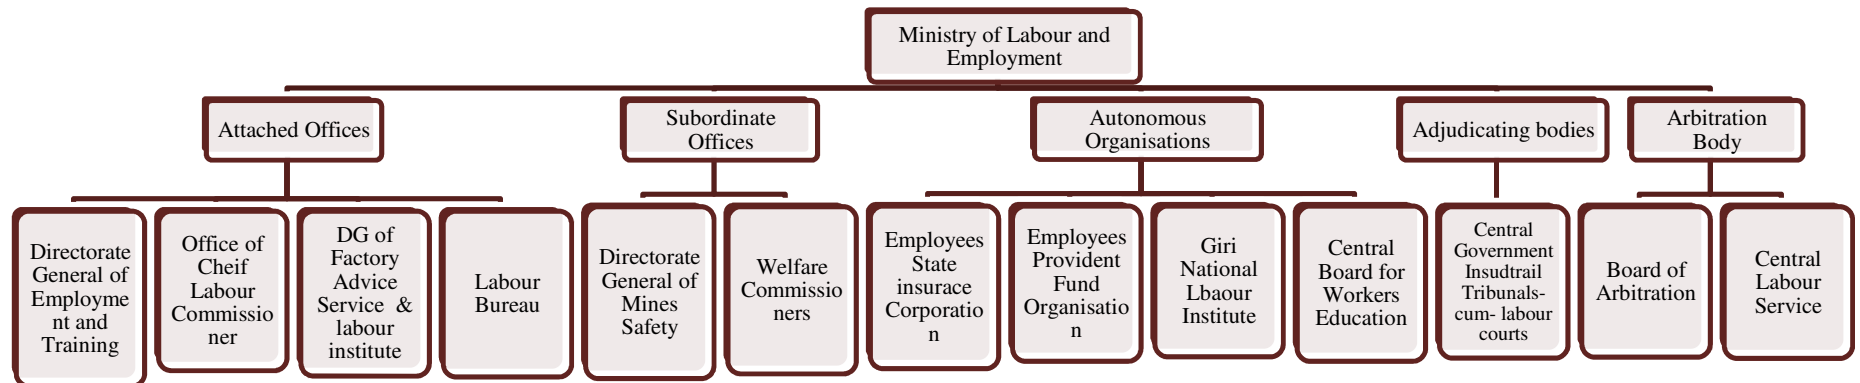 Ministry of Labour and
Employment
Attached Offices
Subordinate
Offices
Autonomous
Organisations
Adjudicating bodies
Arbitration
Body
Directorate
General of
Employme
nt and
Training
Office of
Cheif
Labour
Commissio
ner
DG of
Factory
Advice
Service &
labour
institute
Labour
Bureau
Directorate
General of
Mines
Safety
Welfare
Commissio
ners
Employees
State
insurace
Corporatio
n
Employees
Provident
Fund
Organisatio
n
Giri
National
Lbaour
Institute
Central
Board for
Workers
Education
Central
Government
Insudtrail
Tribunals-
cum- labour
courts
Board of
Arbitration
Central
Labour
Service